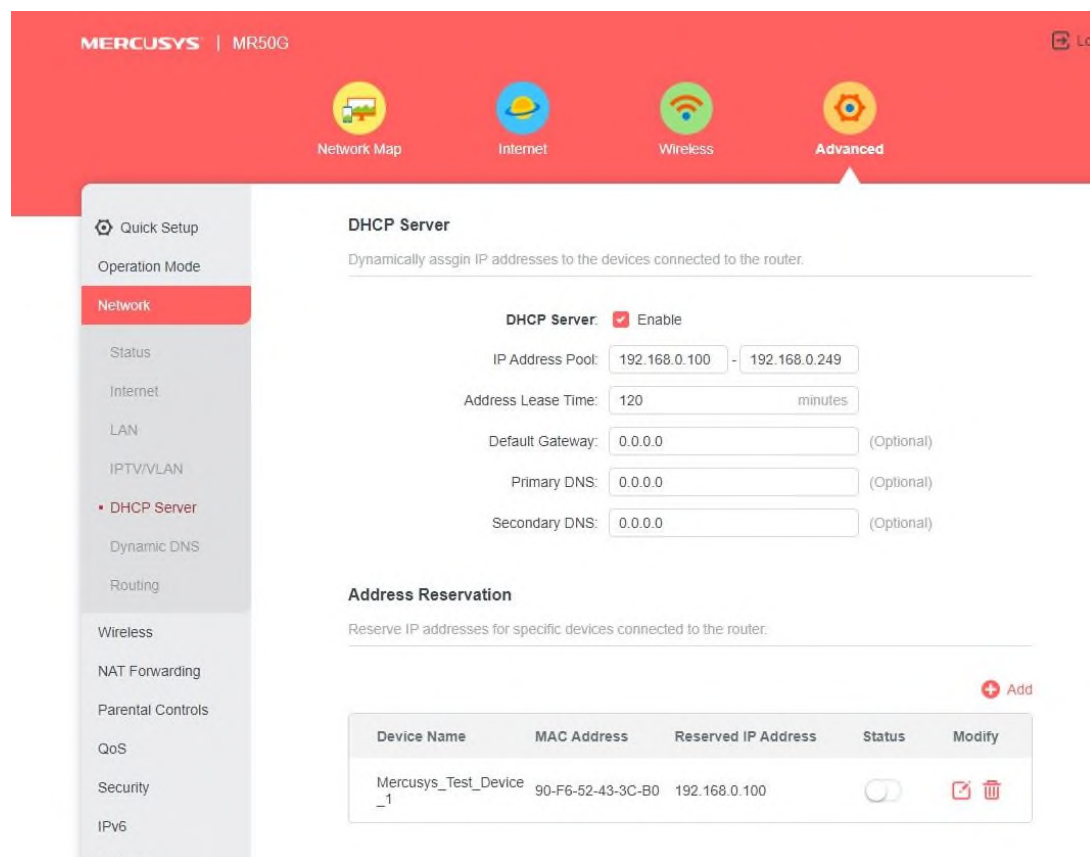 MERCUSYS | MR50G
Network Map
Internet
Wireless
Advanced
Quick Setup
Operation Mode
Network
Status
Internet
LAN
IPTV/VLAN
• DHCP Server
Dynamic DNS
Routing
Wireless
NAT Forwarding
Parental Controls
QoS
Security
IPv6
DHCP Server
Dynamically assgin IP addresses to the devices connected to the router.
DHCP Server: Enable
IP Address Pool: 192.168.0.100 - 192.168.0.249
Address Lease Time: 120 minutes
Default Gateway: 0.0.0.0 (Optional)
Primary DNS: 0.0.0.0 (Optional)
Secondary DNS: 0.0.0.0 (Optional)
Address Reservation
Reserve IP addresses for specific devices connected to the router.
Add
Device Name MAC Address Reserved IP Address Status Modify
Mercusys_Test_Device
_1 90-F6-52-43-3C-B0 192.168.0.100